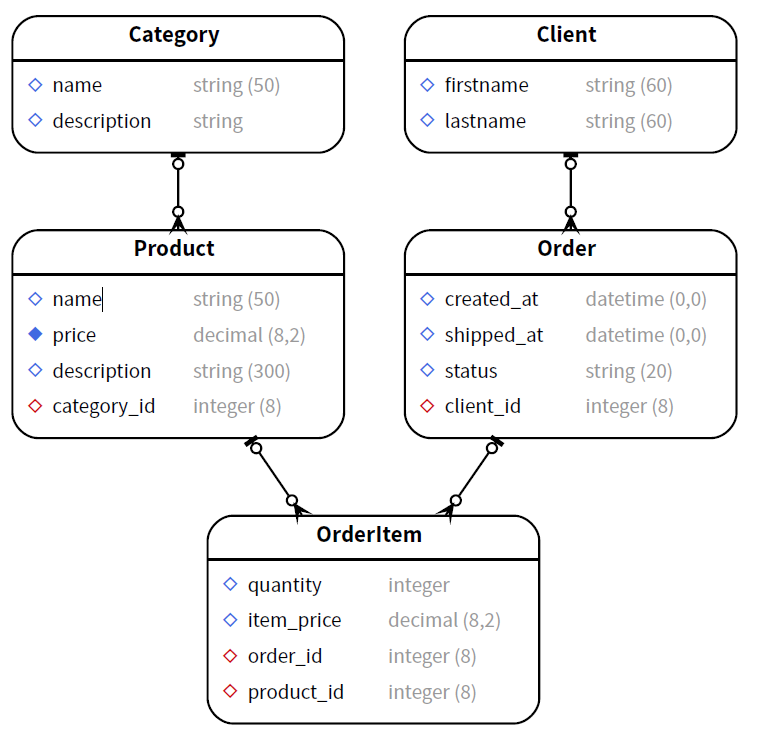 Category
name string (50)
description string
Client
firstname string (60)
lastname string (60)
Product
name string (50)
price decimal (8,2)
description string (300)
category_id integer (8)
Order
created_at datetime (0,0)
shipped_at datetime (0,0)
status string (20)
client_id integer (8)
OrderItem
quantity integer
item_price decimal (8,2)
order_id integer (8)
product_id integer (8)